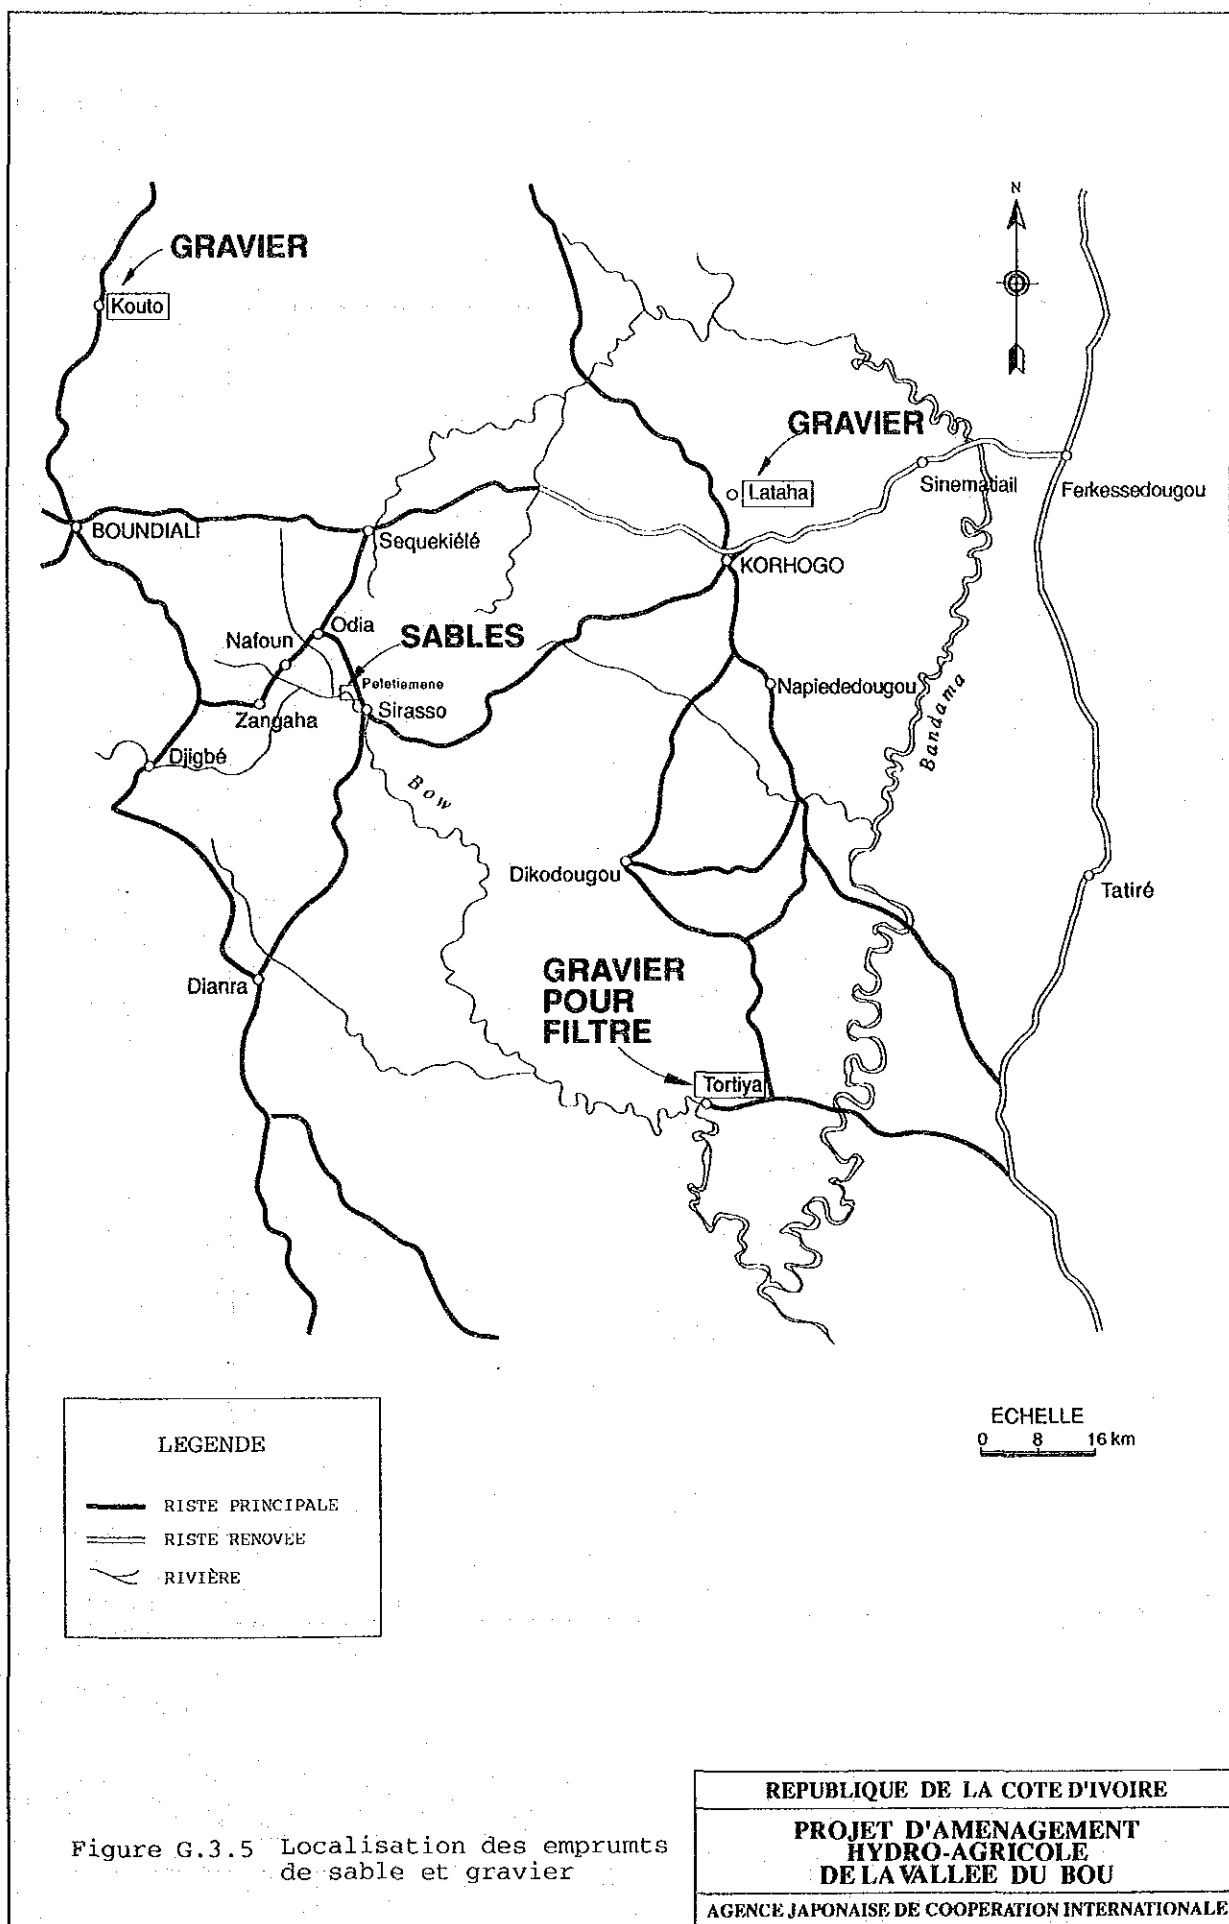 N
GRAVIER
Kouto
GRAVIER
Lataha
Sinematiail
Ferkessedougou
BOUNDIALI
Sequekiélé
KORHOGO
Odia
SABLES
Nafoun
Peletiemene
Napiededougou
Zangaha
Sirasso
Bandama
Djigbé
Bow
Dikodougou
Tatiré
GRAVIER
POUR
FILTRE
Dianra
Tortiya
ECHELLE
0 8 16 km
LEGENDE
RISTE PRINCIPALE
RISTE RENOVEE
RIVIÈRE
Figure G.3.5 Localisation des emprumts
de sable et gravier
REPUBLIQUE DE LA COTE D'IVOIRE
PROJET D'AMENAGEMENT
HYDRO-AGRICOLE
DE LA VALLEE DU BOU
AGENCE JAPONAISE DE COOPERATION INTERNATIONALE